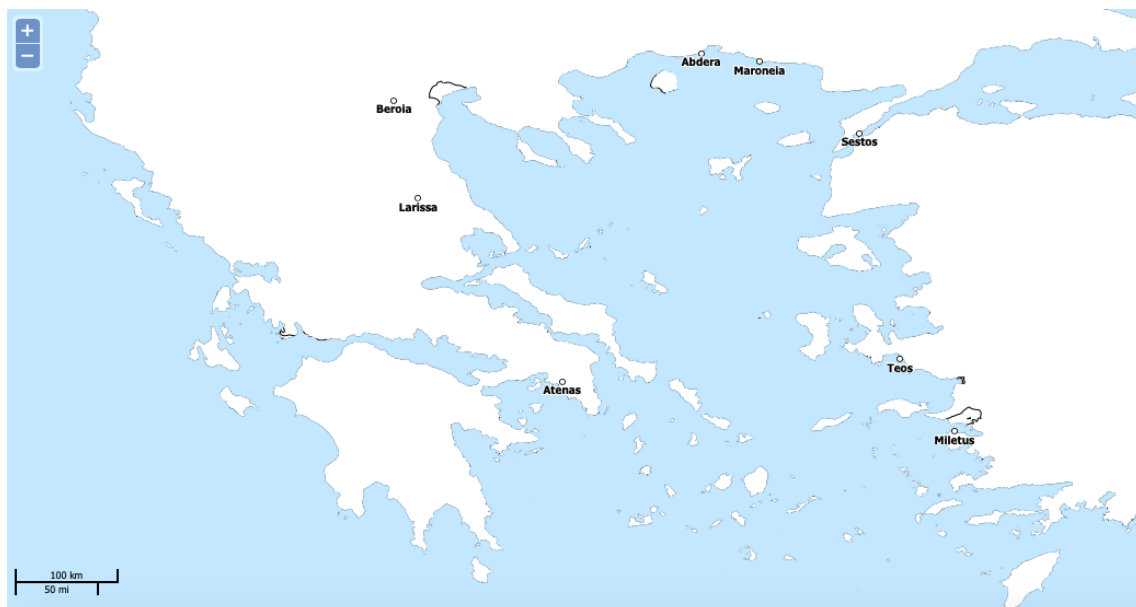 +
−
Abdera
Maroneia
Beroia
Sestos
Larissa
Teos
Atenas
Miletus
100 km
50 mi